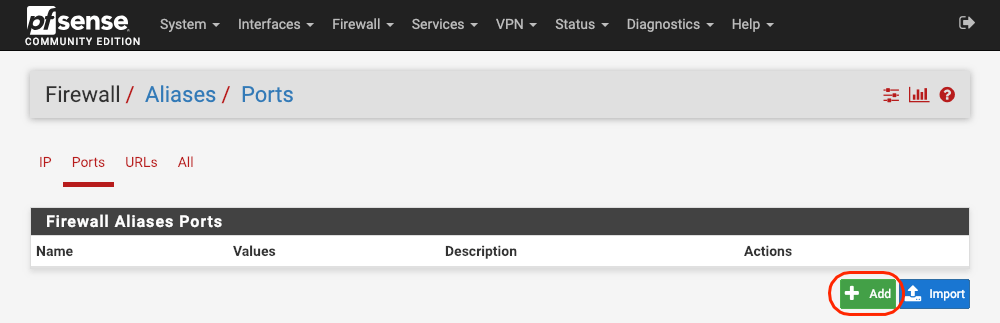 pfsense
COMMUNITY EDITION
System Interfaces Firewall Services VPN Status Diagnostics Help
Firewall / Aliases / Ports
IP Ports URLs All
Firewall Aliases Ports
Name Values Description Actions
Add Import